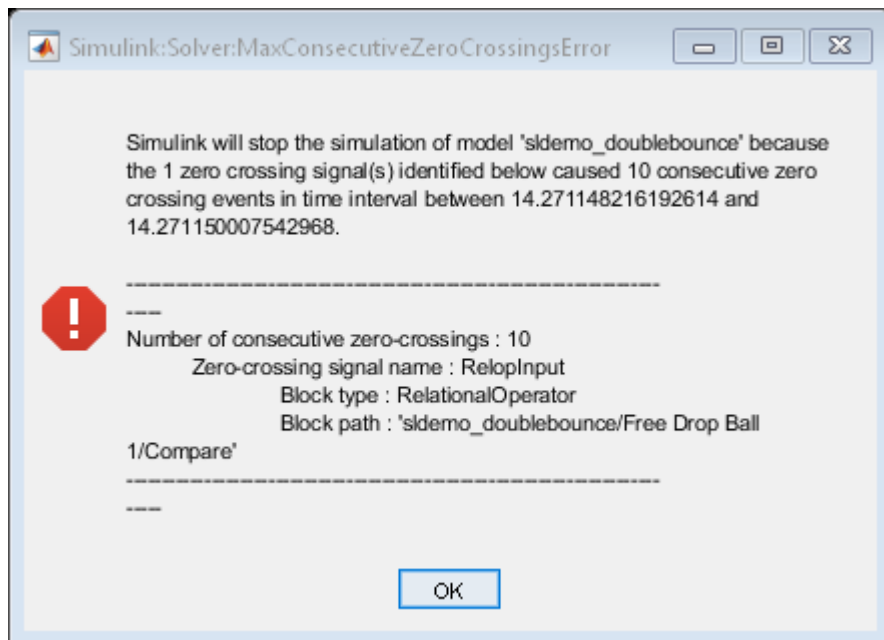 Simulink:Solver:MaxConsecutiveZeroCrossingsError
Simulink will stop the simulation of model 'sldemo_doublebounce' because
the 1 zero crossing signal(s) identified below caused 10 consecutive zero
crossing events in time interval between 14.271148216192614 and
14.271150007542968.
--------------------------------------------------------------------------------
-----
Number of consecutive zero-crossings : 10
Zero-crossing signal name : RelopInput
Block type : RelationalOperator
Block path : 'sldemo_doublebounce/Free Drop Ball
1/Compare'
--------------------------------------------------------------------------------
-----
OK